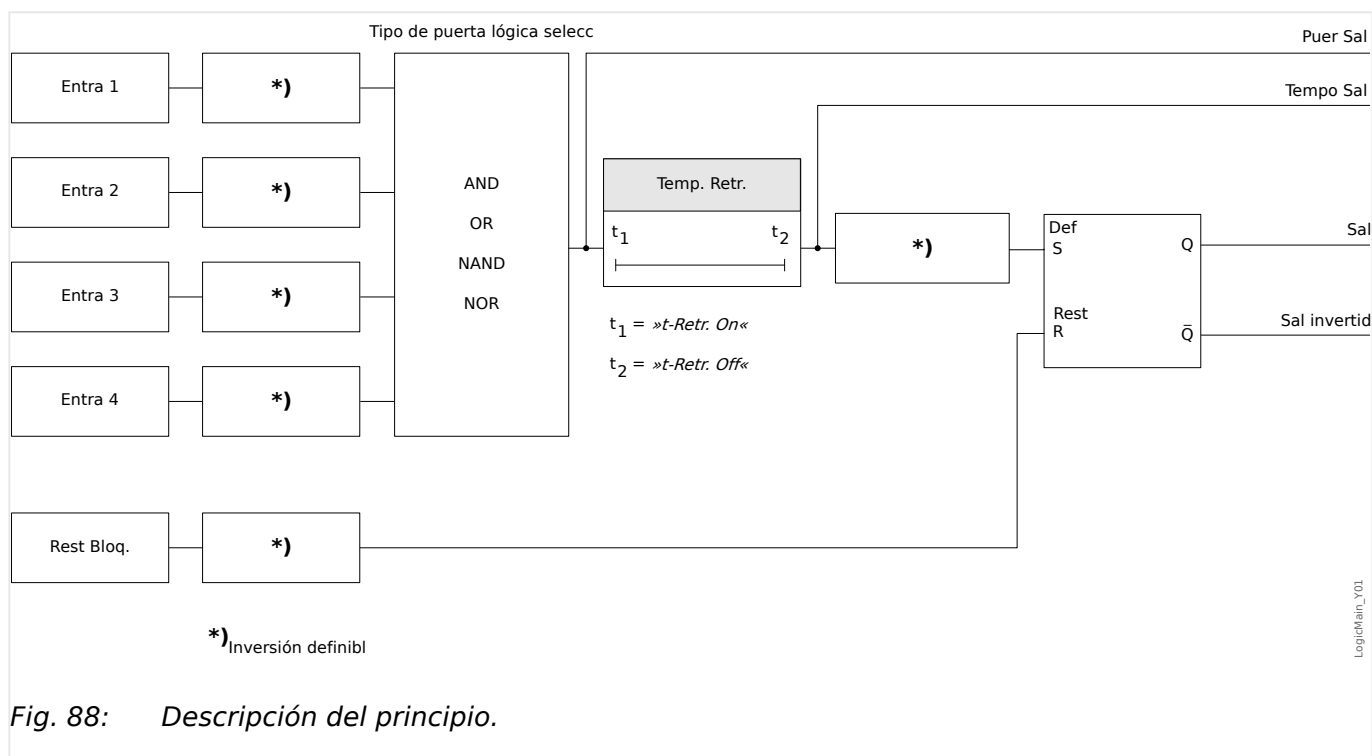 Tipo de puerta lógica selecc
Puer Sal
Entra 1
*)
Tempo Sal
Entra 2
*)
AND
OR
NAND
NOR
Temp. Retr.
t1
t2
*)
Def
S
Q
Sal
Entra 3
*)
t1 = »t-Retr. On«
t2 = »t-Retr. Off«
Rest
R
Q̅
Sal invertid
Entra 4
*)
Rest Bloq.
*)
*) Inversión definibl
LogicMain_Y01
Fig. 88: Descripción del principio.